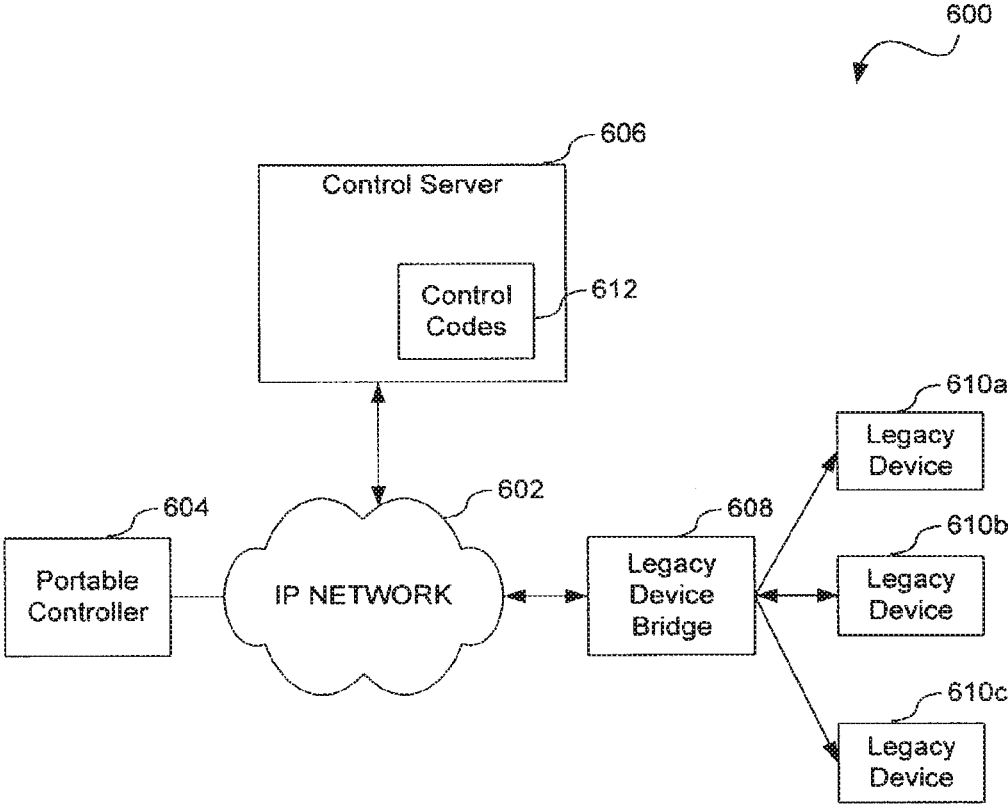 600
606
Control Server
Control
Codes
612
610a
Legacy
Device
602
604
608
610b
Portable
Controller
IP NETWORK
Legacy
Device
Bridge
Legacy
Device
610c
Legacy
Device